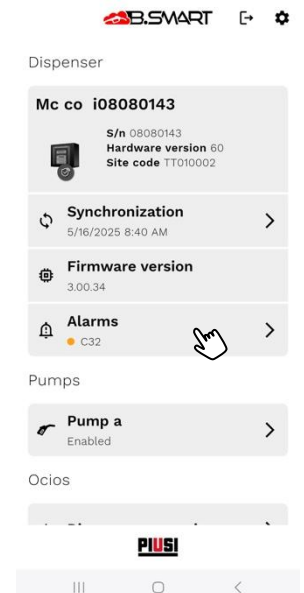 B.SMART
Dispenser
Mc co i08080143
S/n 08080143
Hardware version 60
Site code TT010002
Synchronization
5/16/2025 8:40 AM
Firmware version
3.00.34
Alarms
C32
Pumps
Pump a
Enabled
Ocios
PIUSI